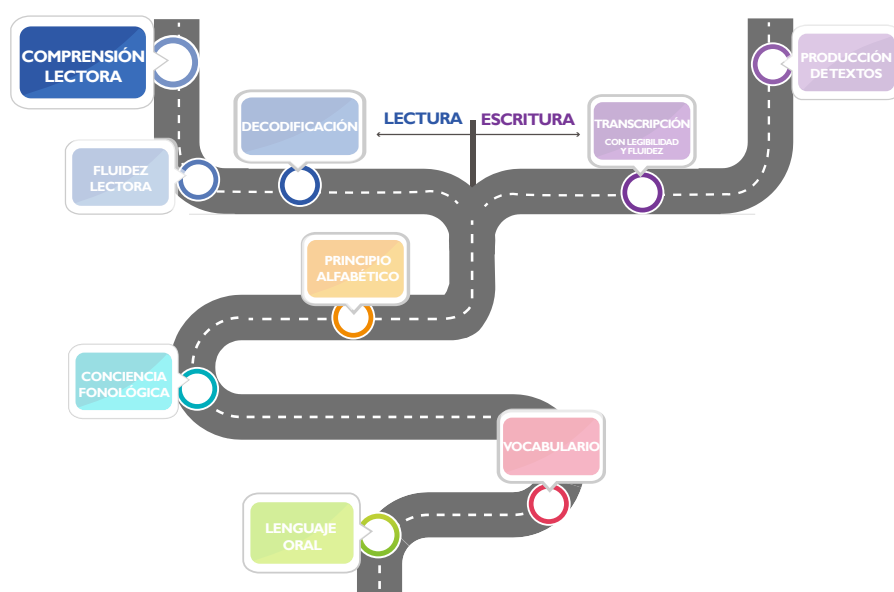 COMPRENSIÓN
LECTORA
PRODUCCIÓN
DE TEXTOS
DECODIFICACIÓN
LECTURA
ESCRITURA
TRANSCRIPCIÓN
CON LEGIBILIDAD
Y FLUIDEZ
FLUIDEZ
LECTORA
PRINCIPIO
ALFABÉTICO
CONCIENCIA
FONOLÓGICA
VOCABULARIO
LENGUAJE
ORAL